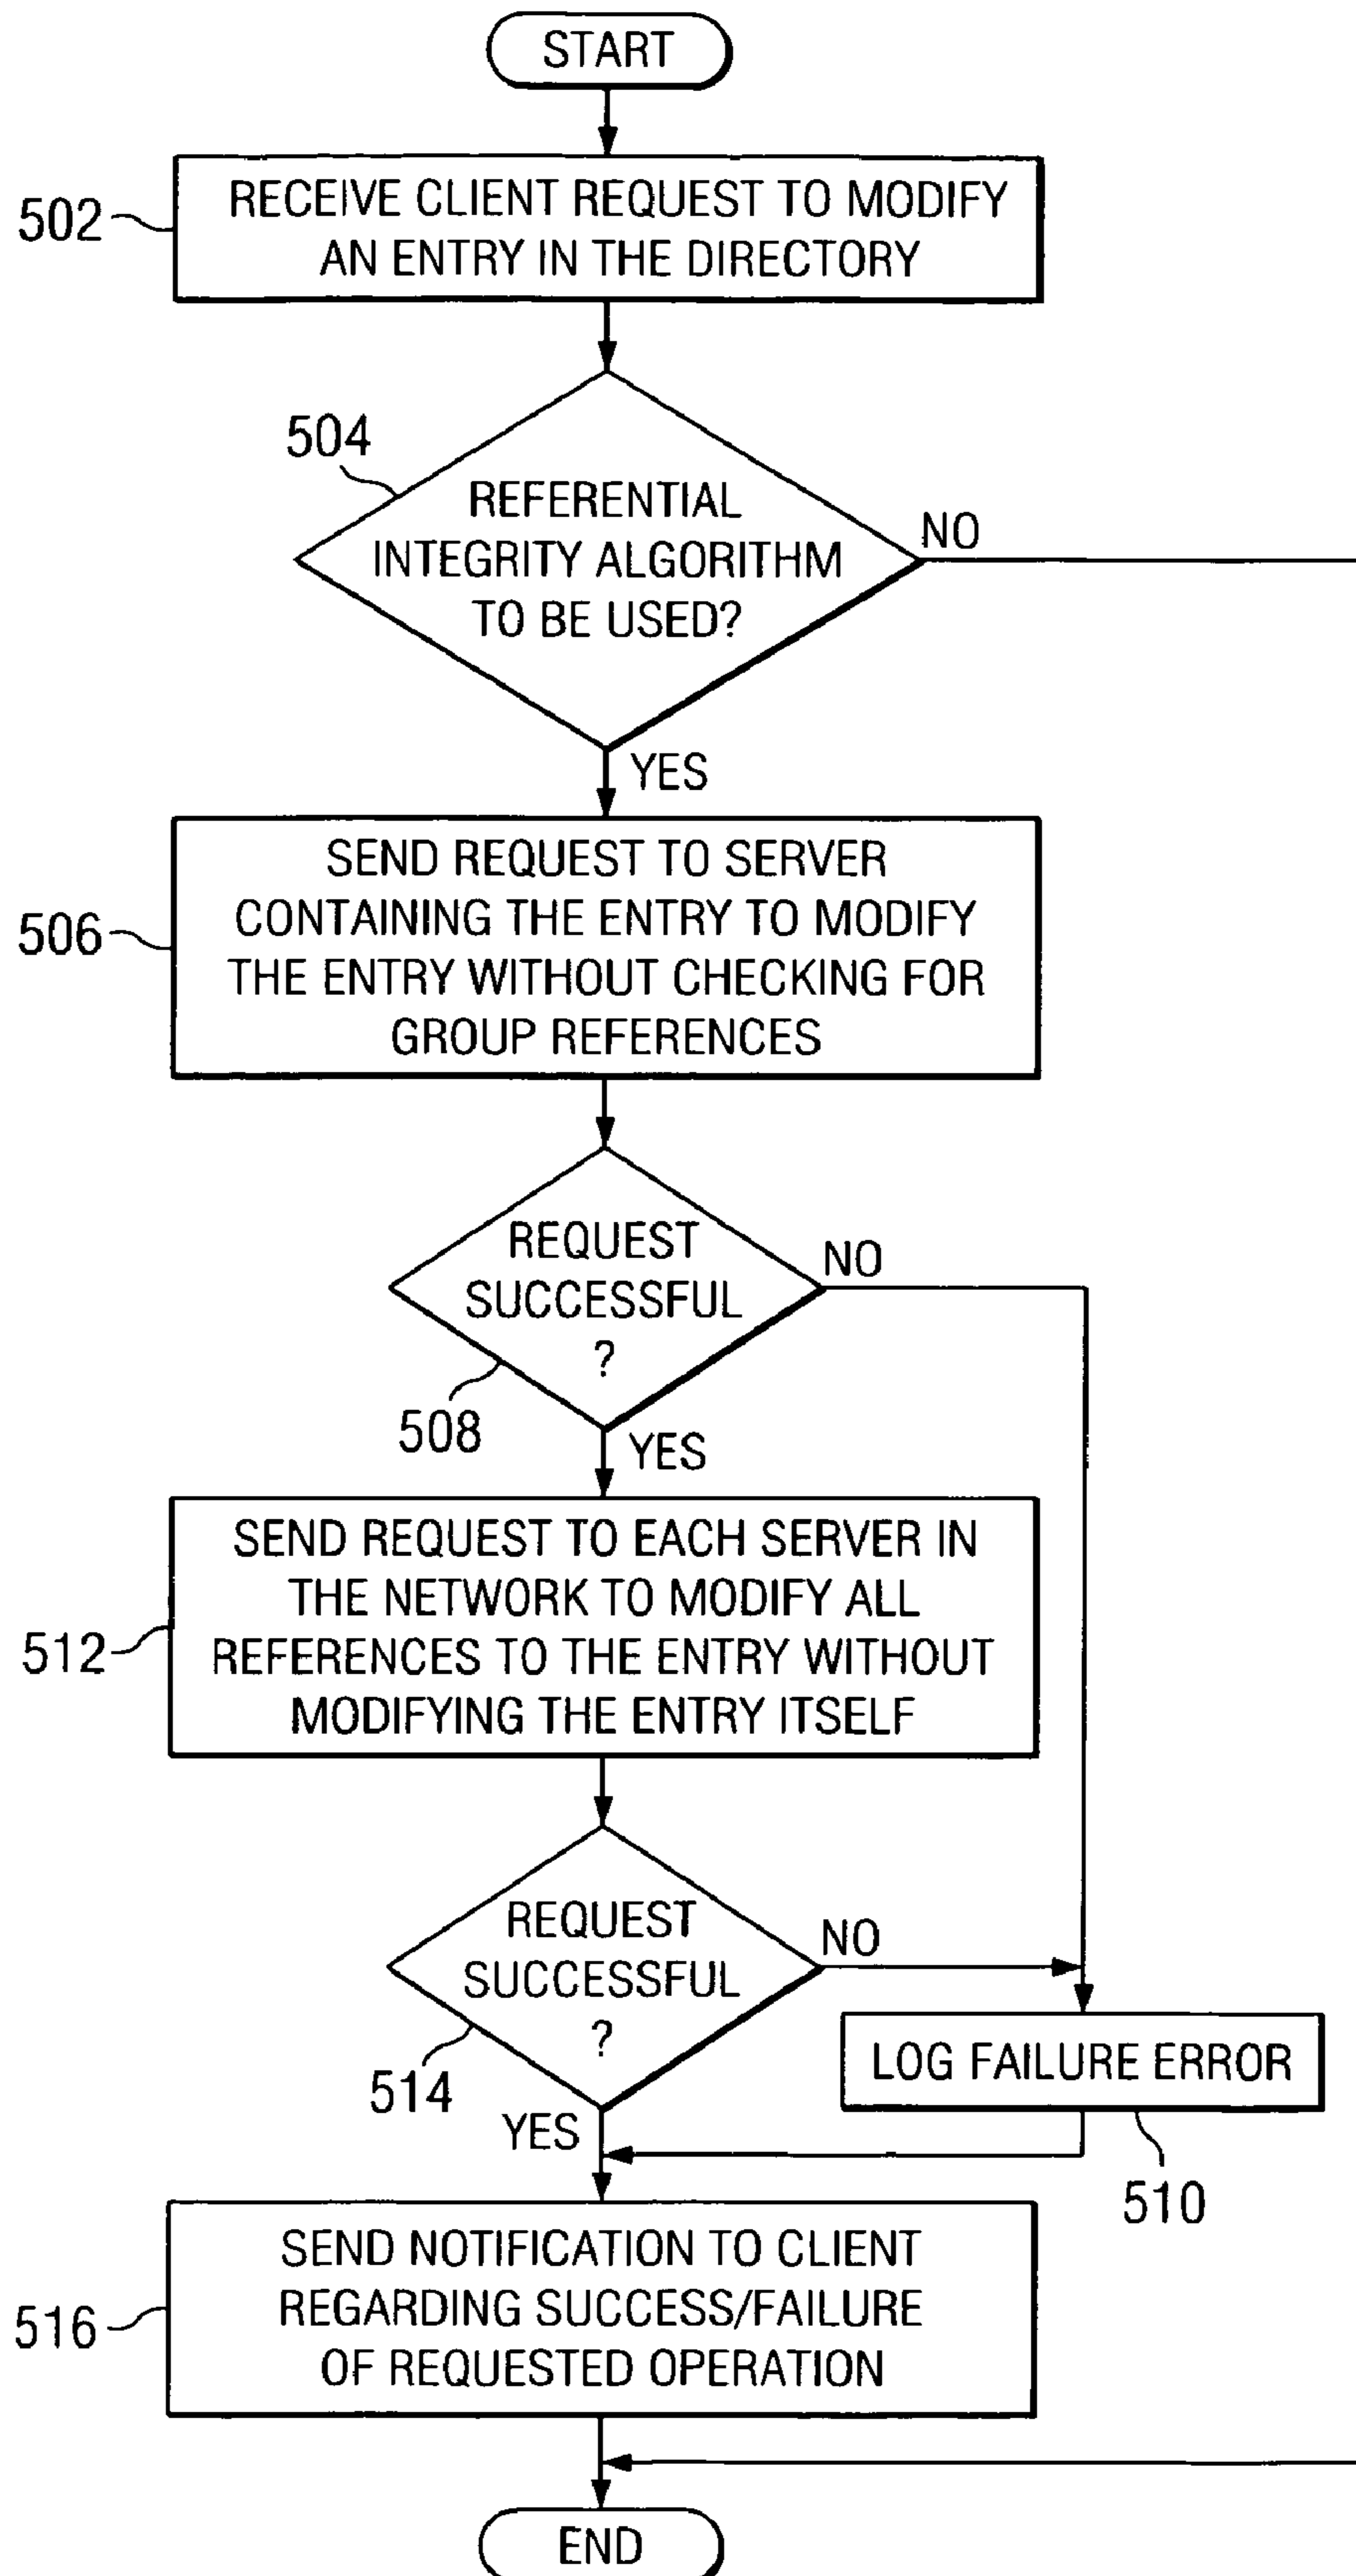 START
502
RECEIVE CLIENT REQUEST TO MODIFY
AN ENTRY IN THE DIRECTORY
504
REFERENTIAL
INTEGRITY ALGORITHM
TO BE USED?
NO
YES
506
SEND REQUEST TO SERVER
CONTAINING THE ENTRY TO MODIFY
THE ENTRY WITHOUT CHECKING FOR
GROUP REFERENCES
REQUEST
SUCCESSFUL
?
NO
508
YES
512
SEND REQUEST TO EACH SERVER IN
THE NETWORK TO MODIFY ALL
REFERENCES TO THE ENTRY WITHOUT
MODIFYING THE ENTRY ITSELF
REQUEST
SUCCESSFUL
?
NO
514
YES
LOG FAILURE ERROR
510
516
SEND NOTIFICATION TO CLIENT
REGARDING SUCCESS/FAILURE
OF REQUESTED OPERATION
END